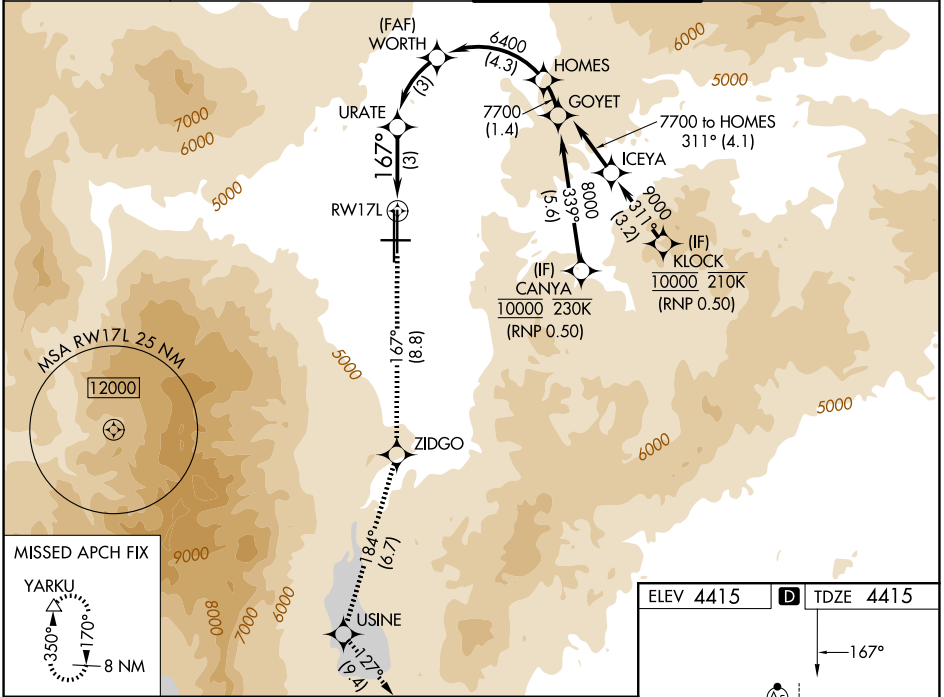 (FAF)
WORTH
6400
(4.3)
HOMES
6000
5000
(3)
7000
6000
5000
URATE
7700
(1.4)
GOYET
7700 to HOMES
311° (4.1)
167°
(3)
ICEYA
RW17L
339°
(5.6)
8000
9000
311°
(3.2)
(IF)
KLOCK
10000 210K
(RNP 0.50)
(IF)
CANYA
10000 230K
(RNP 0.50)
MSA RW17L 25 NM
12000
5000
167°
(8.8)
5000
6000
ZIDGO
184°
(6.7)
9000
8000
7000
6000
USINE
127°
(9.4)
MISSED APCH FIX
YARKU
350°
170°
8 NM
ELEV 4415
D
TDZE 4415
167°